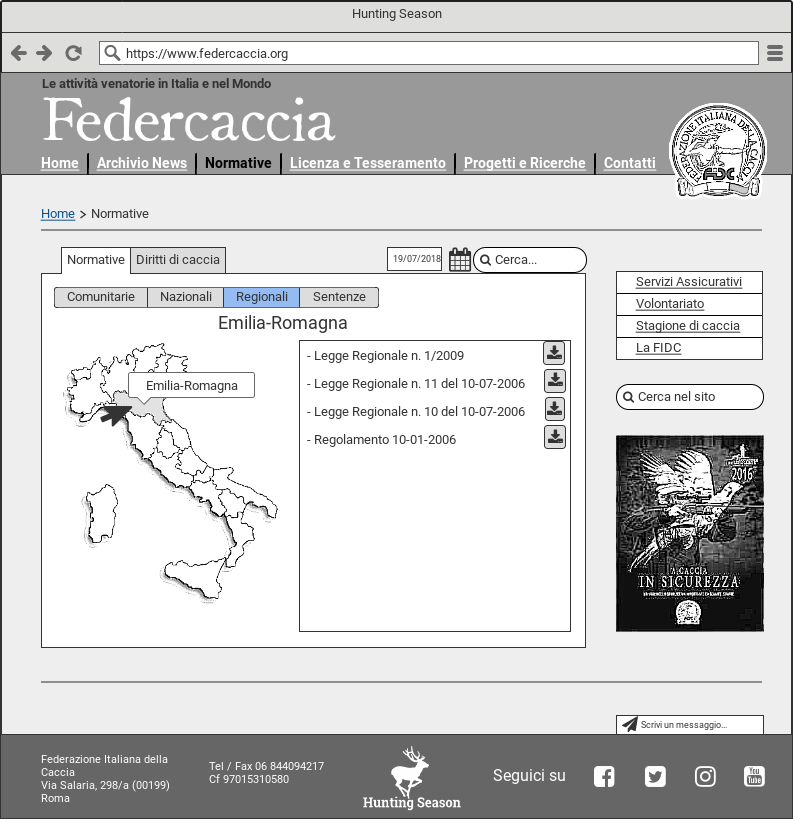 Hunting Season
https://www.federcaccia.org
Le attività venatorie in Italia e nel Mondo
Federcaccia
Home
Archivio News
Normative
Licenza e Tesseramento
Progetti e Ricerche
Contatti
FEDERAZIONE ITALIANA DELLA CACCIA
FIDC
Home > Normative
Normative
Diritti di caccia
19/07/2018
Cerca...
Comunitarie
Nazionali
Regionali
Sentenze
Emilia-Romagna
Emilia-Romagna
- Legge Regionale n. 1/2009
- Legge Regionale n. 11 del 10-07-2006
- Legge Regionale n. 10 del 10-07-2006
- Regolamento 10-01-2006
Servizi Assicurativi
Volontariato
Stagione di caccia
La FIDC
Cerca nel sito
2016
A CACCIA
IN SICUREZZA
Scrivi un messaggio...
Federazione Italiana della
Caccia
Via Salaria, 298/a (00199)
Roma
Tel / Fax 06 844094217
Cf 97015310580
Hunting Season
Seguici su
You
Tube